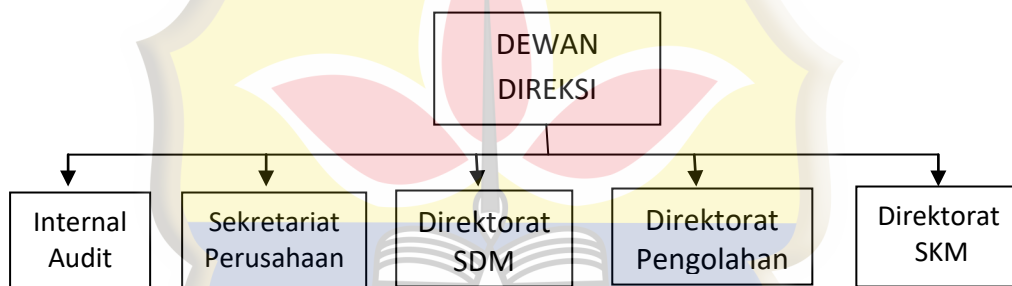 DEWAN
DIREKSI
Internal
Audit
Sekretariat
Perusahaan
Direktorat
SDM
Direktorat
Pengolahan
Direktorat
SKM